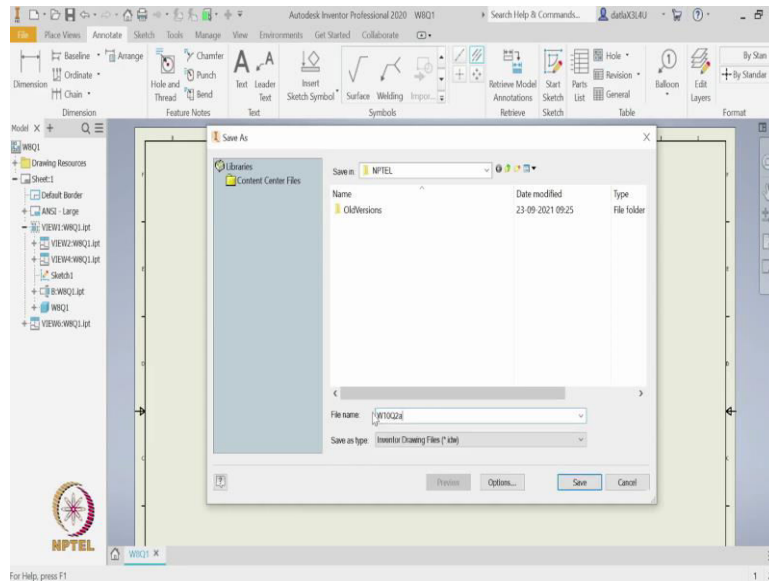 Autodesk Inventor Professional 2020 W8Q1
Search Help & Commands...
datlaX3L4U
File Place Views Annotate Sketch Tools Manage View Environments Get Started Collaborate
Dimension
Baseline
Ordinate
Chain
Arrange
Hole and Thread
Chamfer
Punch
Bend
Text
Leader Text
Insert Sketch Symbol
Surface
Welding
Impor...
Retrieve Model Annotations
Start Sketch
Parts List
Hole
Revision
General
Balloon
Edit Layers
By Stan
By Standar
Dimension Feature Notes Text Symbols Retrieve Sketch Table Format
Model X +
W8Q1
Drawing Resources
Sheet:1
Default Border
ANSI - Large
VIEW1:W8Q1.ipt
VIEW2:W8Q1.ipt
VIEW4:W8Q1.ipt
Sketch1
B:W8Q1.ipt
W8Q1
VIEW6:W8Q1.ipt
Save As
Libraries
Content Center Files
Save in: NPTEL
Name Date modified Type
OldVersions 23-09-2021 09:25 File folder
File name: W10Q2a
Save as type: Inventor Drawing Files (*.idw)
Preview Options... Save Cancel
NPTEL
W8Q1 X
For Help, press F1
1